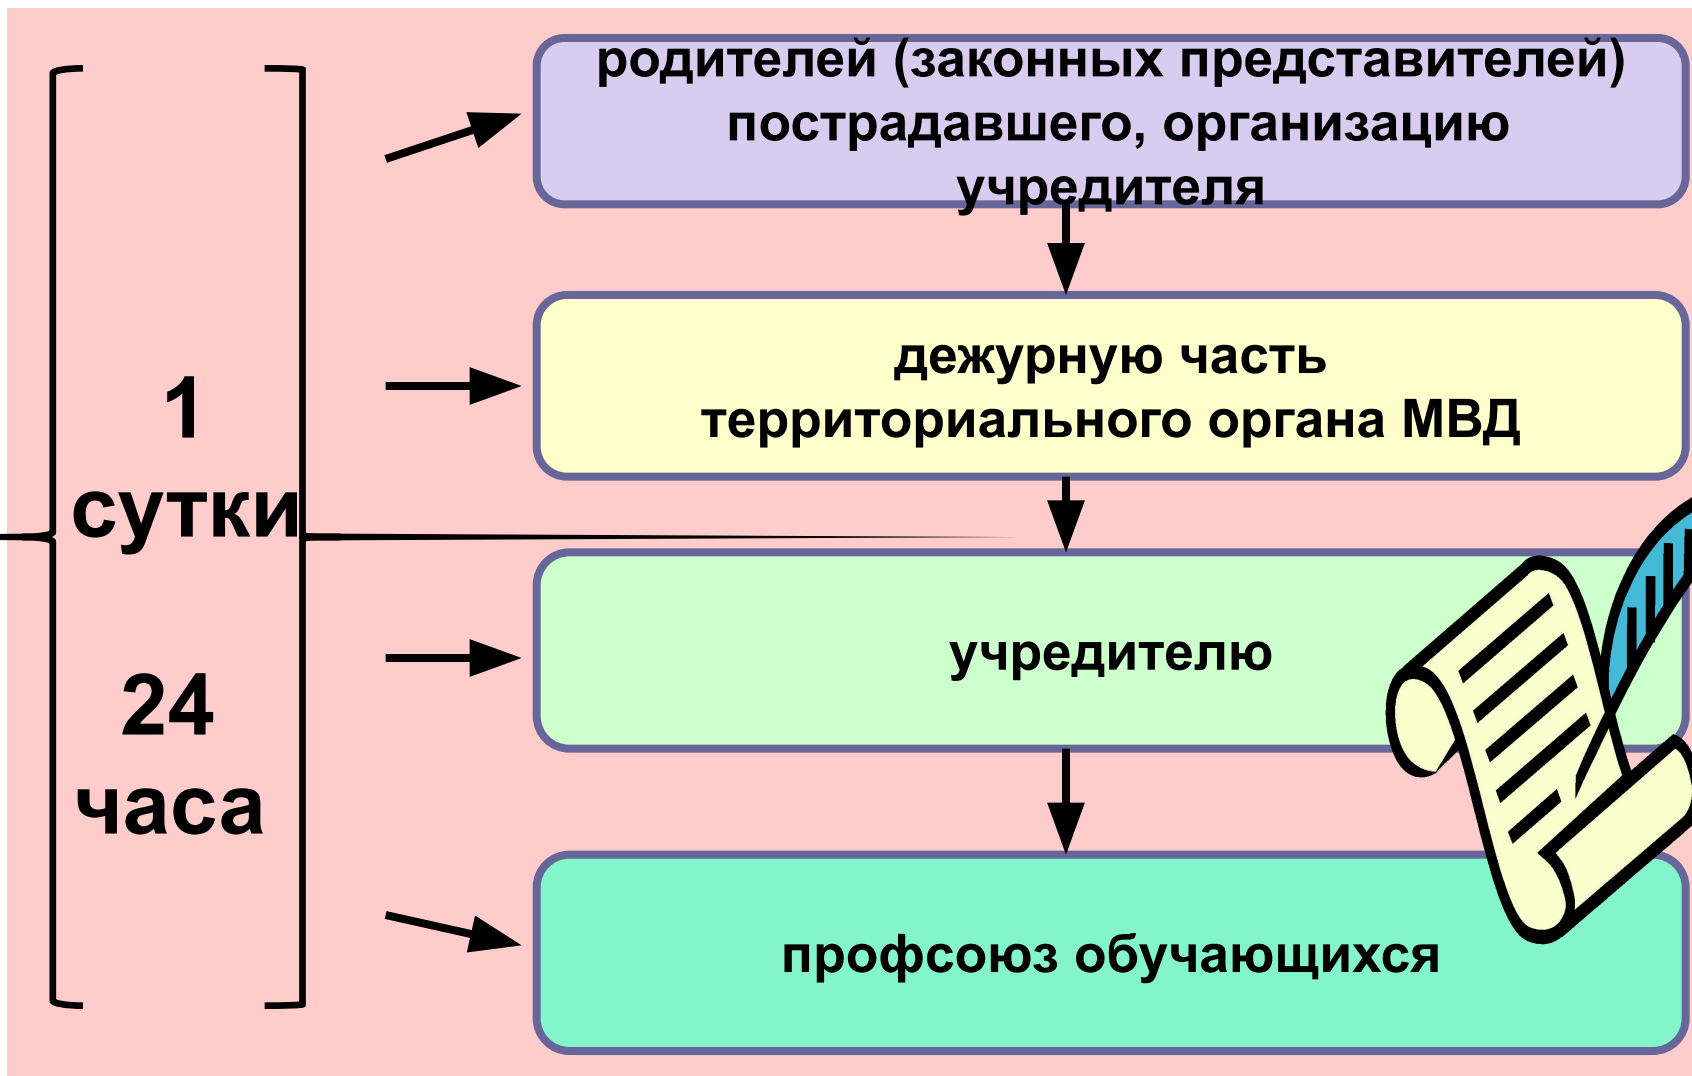 1
сутки
24
часа
родителей (законных представителей)
пострадавшего, организацию
учредителя
дежурную часть
территориального органа МВД
учредителю
профсоюз обучающихся